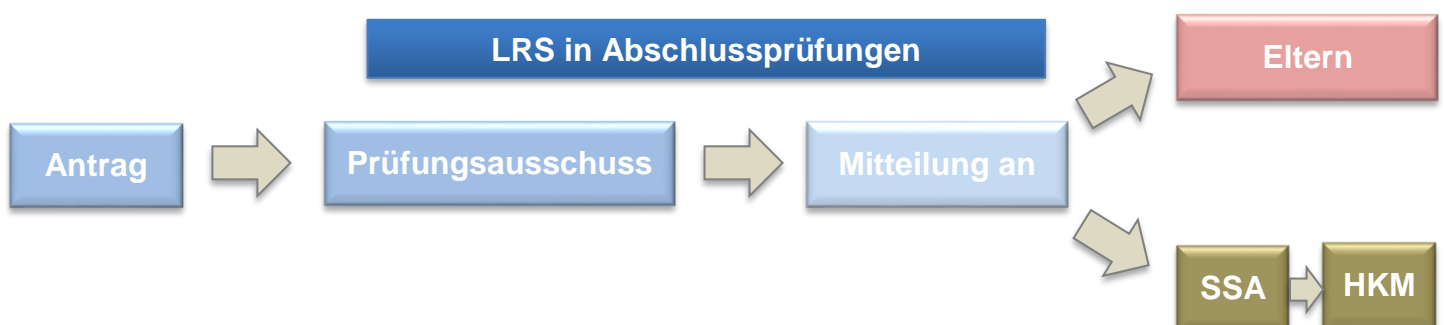 LRS in Abschlussprüfungen
Eltern
Antrag
Prüfungsausschuss
Mitteilung an
SSA
HKM